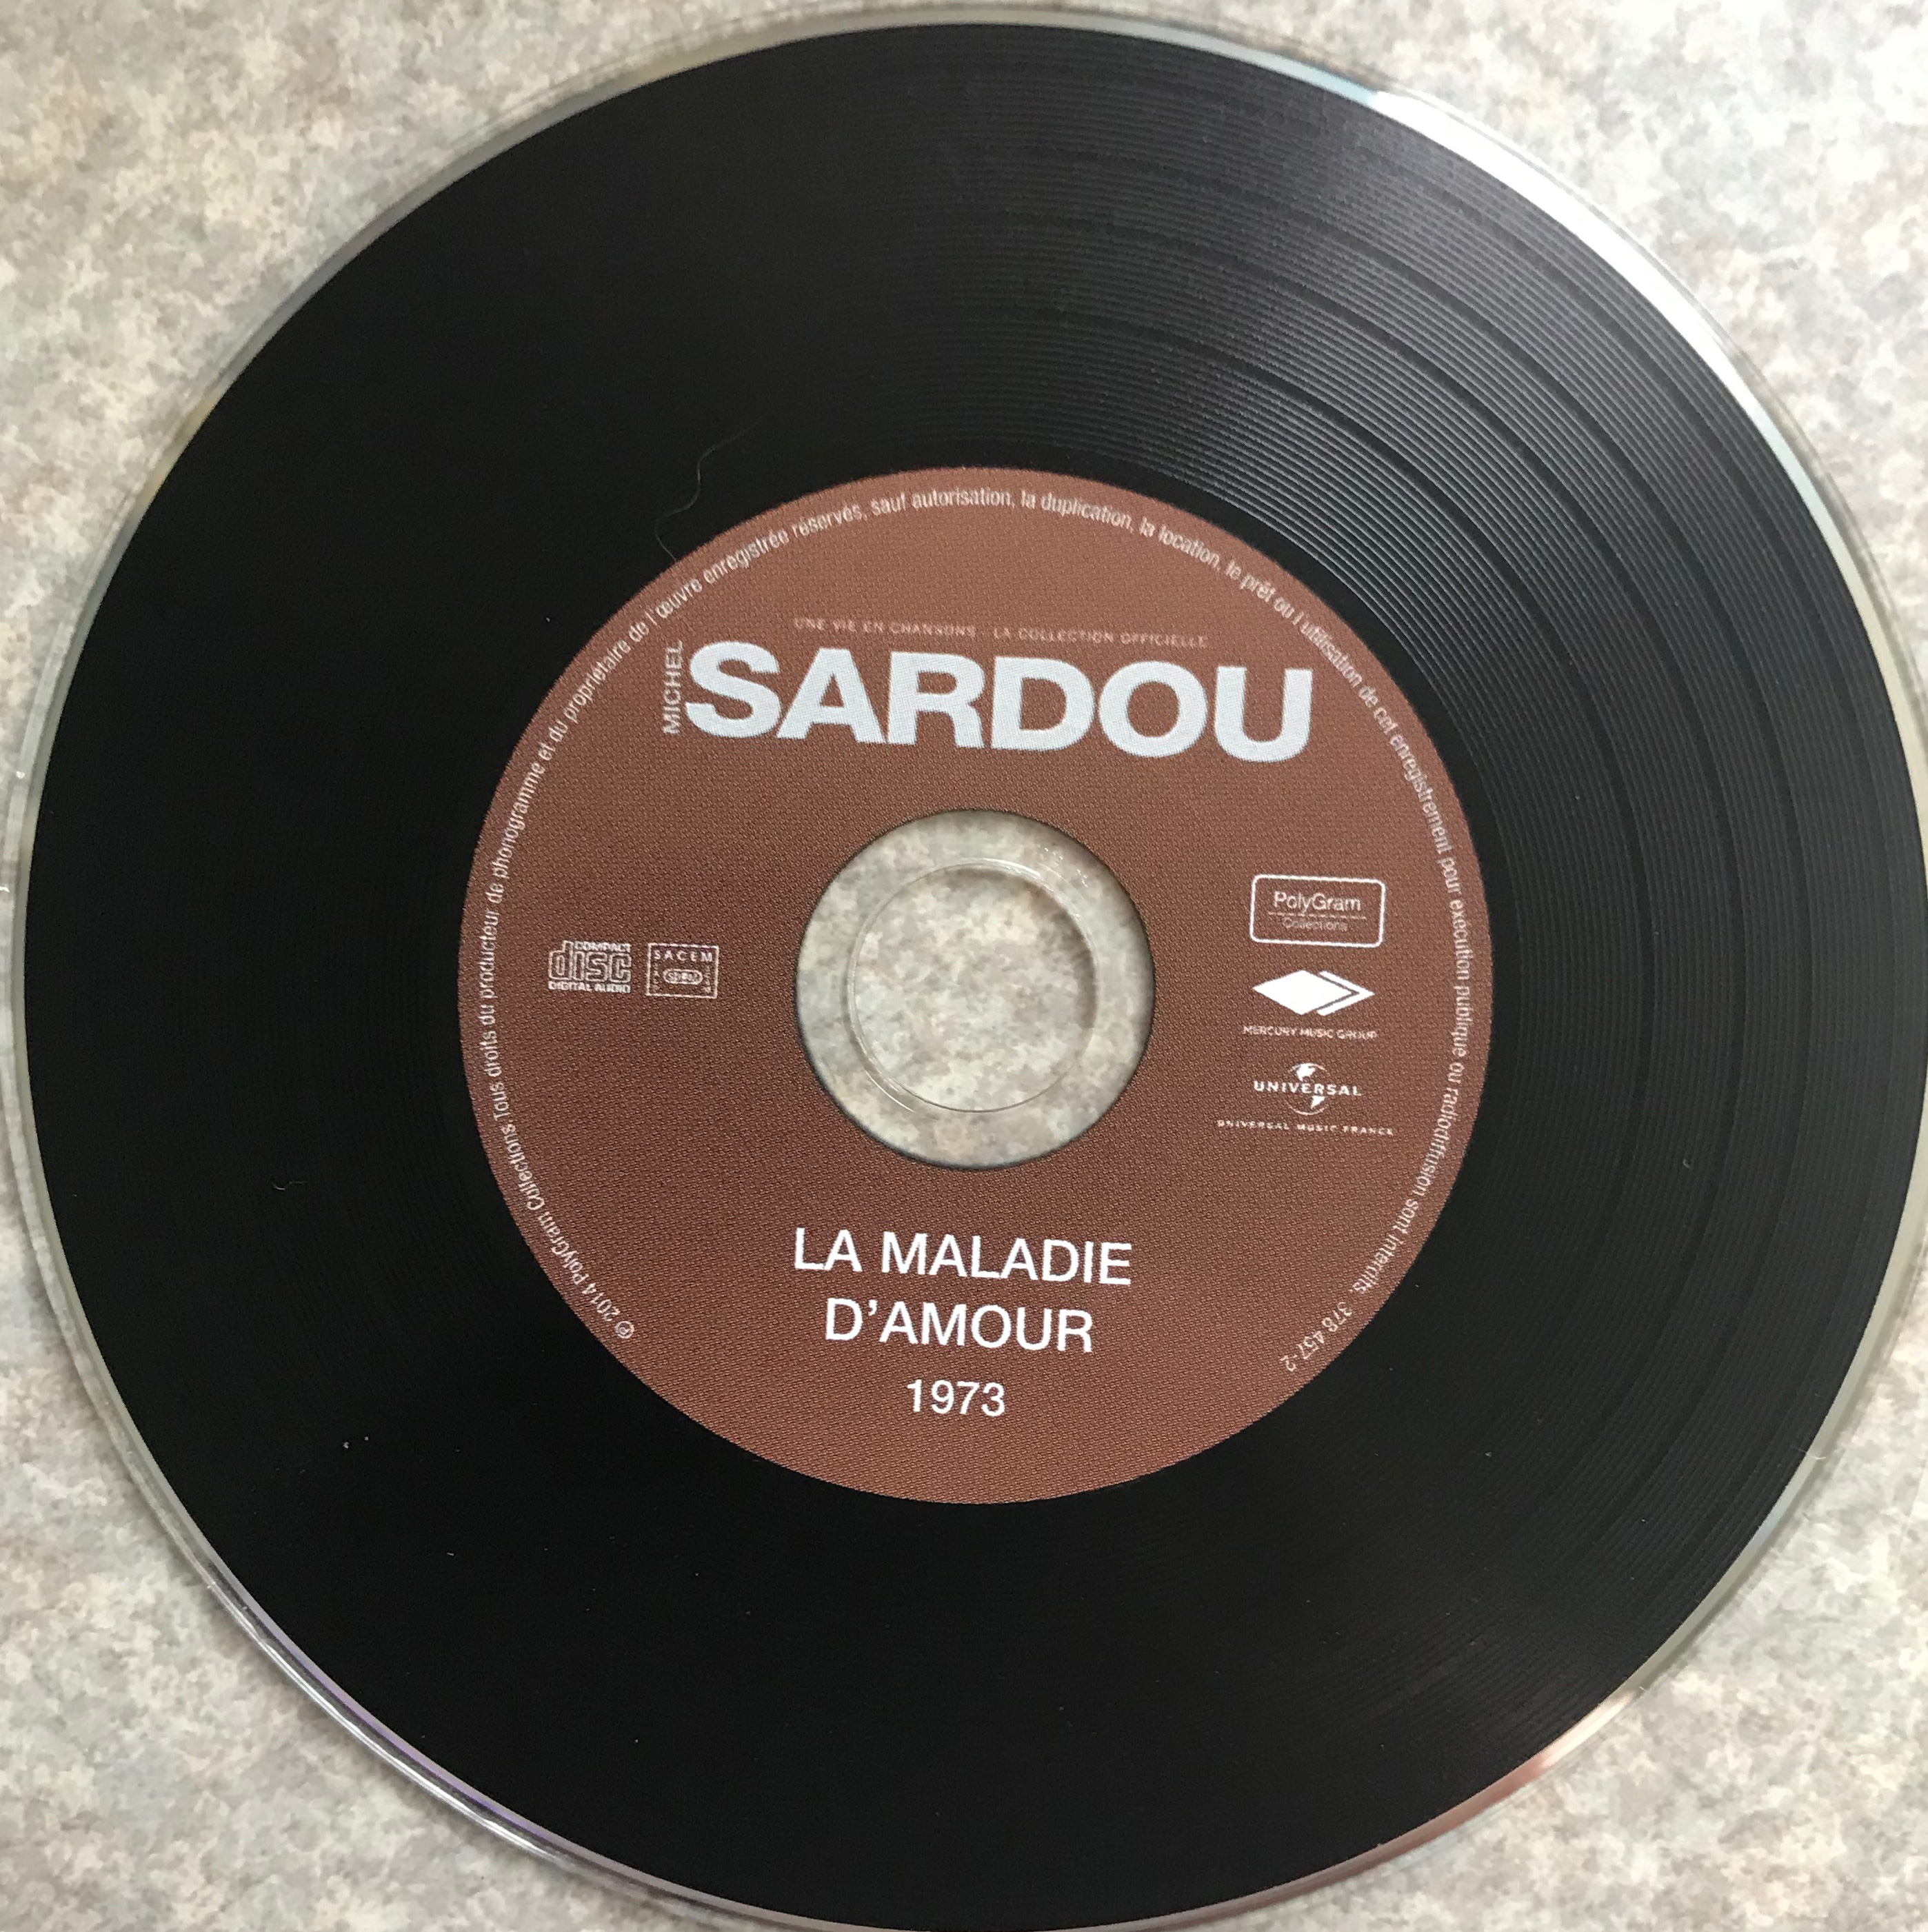 ℗ 2014 PolyGram Collections. Tous droits du producteur de phonogramme et du propriétaire de l'œuvre enregistrée réservés, sauf autorisation, la duplication, la location, le prêt ou l'utilisation de cet enregistrement pour exécution publique ou radiodiffusion sont interdits. 378 457-2
UNE VIE EN CHANSONS - LA COLLECTION OFFICIELLE
MICHEL
SARDOU
COMPACT
disc
DIGITAL AUDIO
SACEM
PolyGram
Collections
MERCURY MUSIC GROUP
UNIVERSAL
UNIVERSAL MUSIC FRANCE
LA MALADIE
D'AMOUR
1973